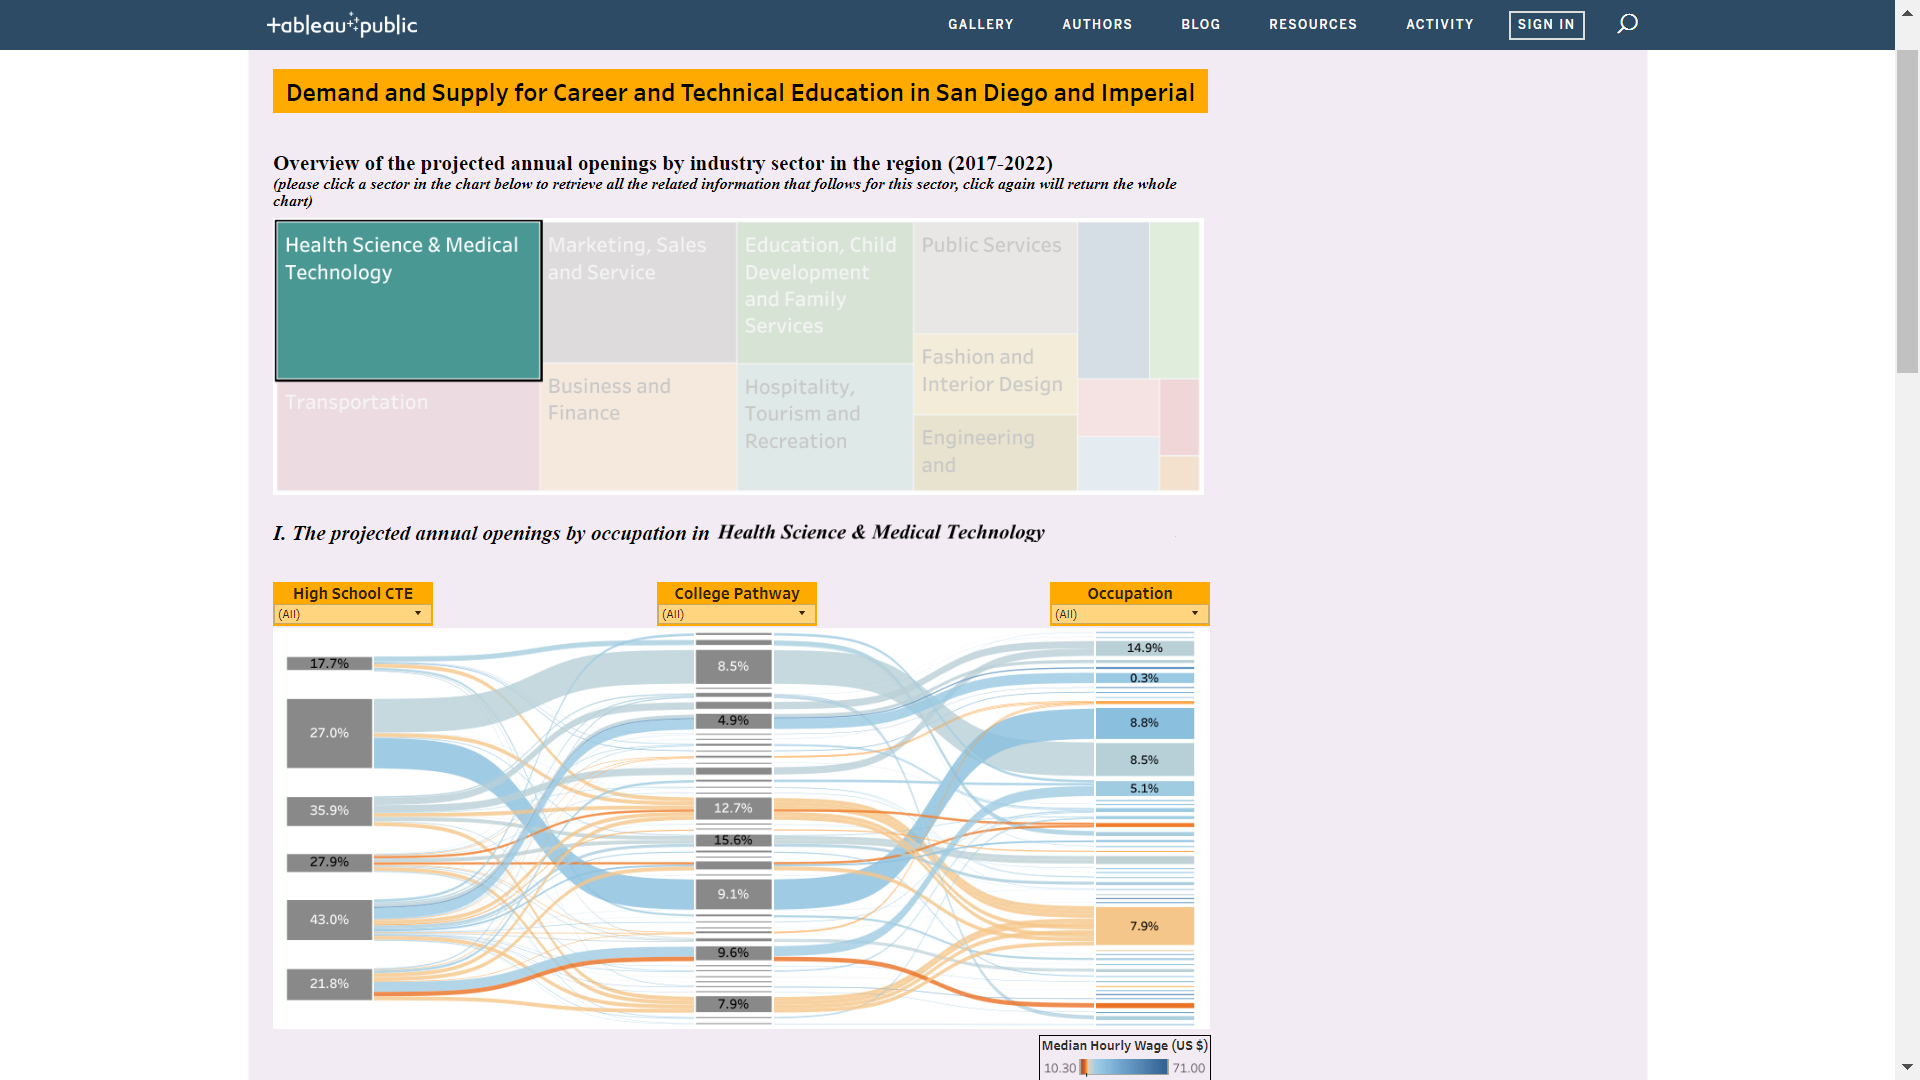 +ableau public
GALLERY
AUTHORS
BLOG
RESOURCES
ACTIVITY
SIGN IN
Demand and Supply for Career and Technical Education in San Diego and Imperial
Overview of the projected annual openings by industry sector in the region (2017-2022)
(please click a sector in the chart below to retrieve all the related information that follows for this sector, click again will return the whole
chart)
Health Science & Medical
Technology
Marketing, Sales
and Service
Education, Child
Development
and Family
Services
Public Services
Fashion and
Interior Design
Transportation
Business and
Finance
Hospitality,
Tourism and
Recreation
Engineering
and
I. The projected annual openings by occupation in Health Science & Medical Technology
High School CTE
(All)
College Pathway
(All)
Occupation
(All)
17.7%
27.0%
35.9%
27.9%
43.0%
21.8%
8.5%
4.9%
12.7%
15.6%
9.1%
9.6%
7.9%
14.9%
0.3%
8.8%
8.5%
5.1%
7.9%
Median Hourly Wage (US $)
10.30
71.00